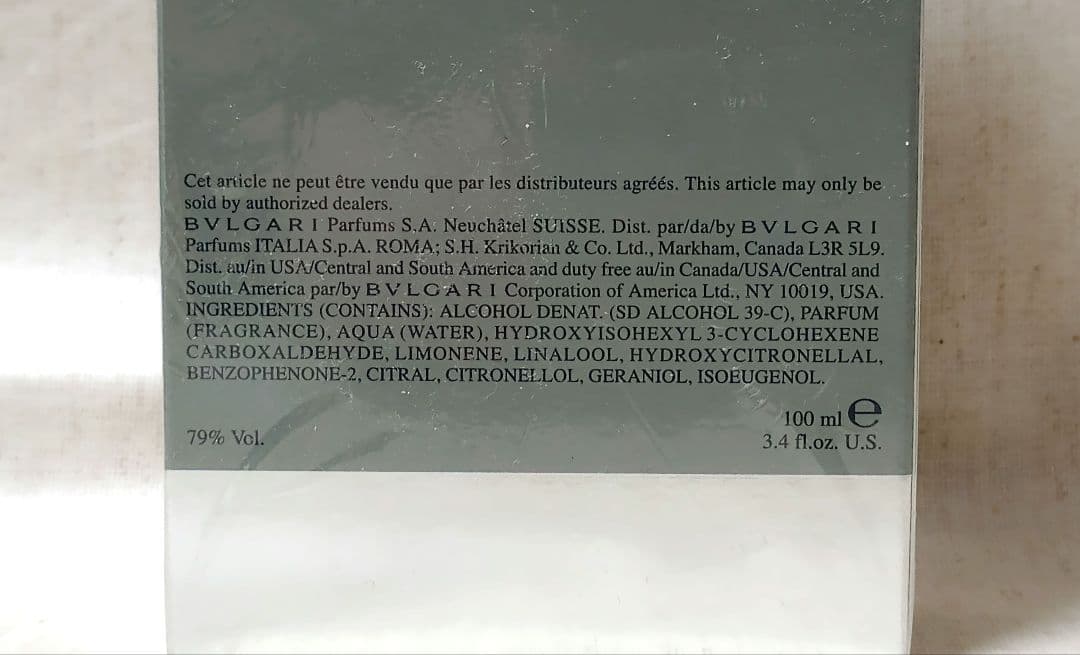 Cet article ne peut être vendu que par les distributeurs agréés. This article may only be
sold by authorized dealers.
BVLGARI Parfums S.A. Neuchâtel SUISSE. Dist. par/da/by BVLGARI
Parfums ITALIA S.p.A. ROMA; S.H. Krikorian & Co. Ltd., Markham, Canada L3R 5L9.
Dist. au/in USA/Central and South America and duty free au/in Canada/USA/Central and
South America par/by BVLGARI Corporation of America Ltd., NY 10019, USA.
INGREDIENTS (CONTAINS): ALCOHOL DENAT. (SD ALCOHOL 39-C), PARFUM
(FRAGRANCE), AQUA (WATER), HYDROXYISOHEXYL 3-CYCLOHEXENE
CARBOXALDEHYDE, LIMONENE, LINALOOL, HYDROXYCITRONELLAL,
BENZOPHENONE-2, CITRAL, CITRONELLOL, GERANIOL, ISOEUGENOL.
100 ml ℮
79% Vol.
3.4 fl.oz. U.S.